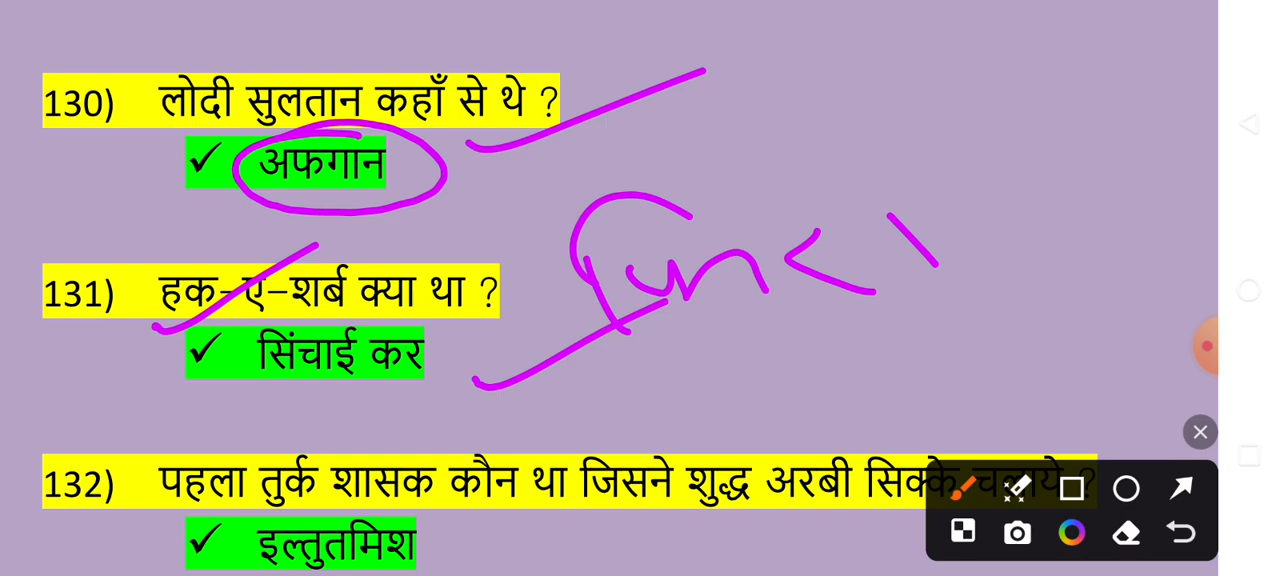 130) लोदी सुलतान कहाँ से थे ?
✓ अफगान
131) हक-ए-शर्ब क्या था ?
✓ सिंचाई कर
132) पहला तुर्क शासक कौन था जिसने शुद्ध अरबी सिक्के चलाये ?
✓ इल्तुतमिश